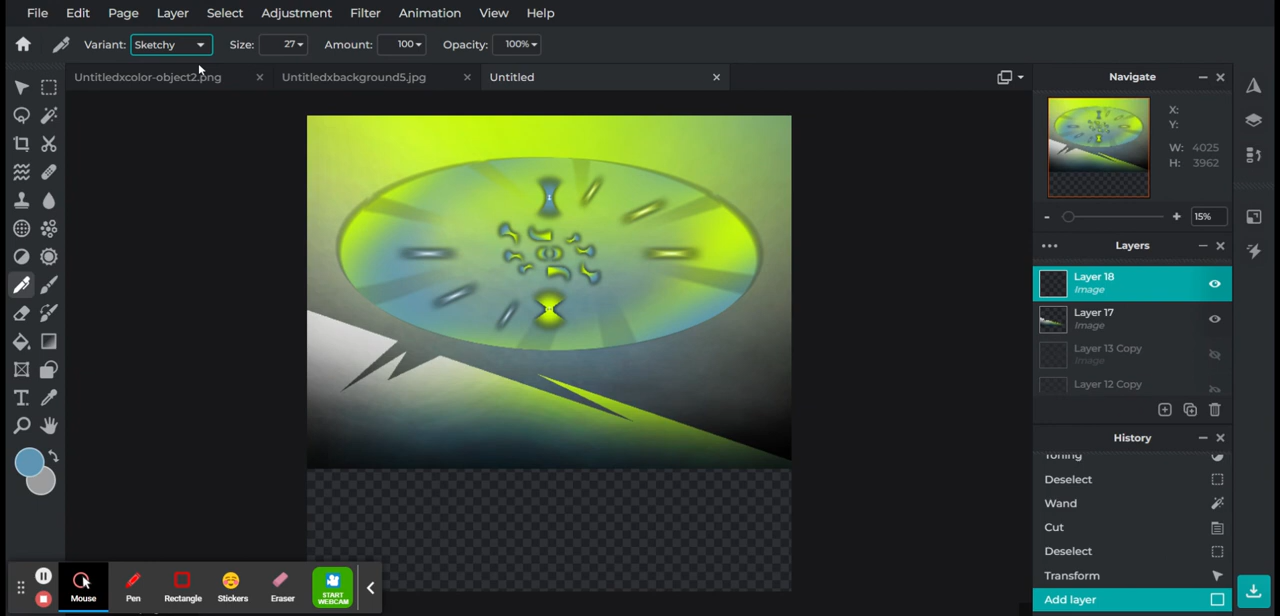 File Edit Page Layer Select Adjustment Filter Animation View Help
Variant: Sketchy Size: 27 Amount: 100 Opacity: 100%
Untitledxcolor-object2.png Untitledxbackground5.jpg Untitled
Navigate
X:
Y:
W: 4025
H: 3962
- + 15%
Layers
Layer 18
Image
Layer 17
Image
Layer 13 Copy
Image
Layer 12 Copy
History
Toning
Deselect
Wand
Cut
Deselect
Transform
Add layer
Mouse Pen Rectangle Stickers Eraser START
WEBCAM